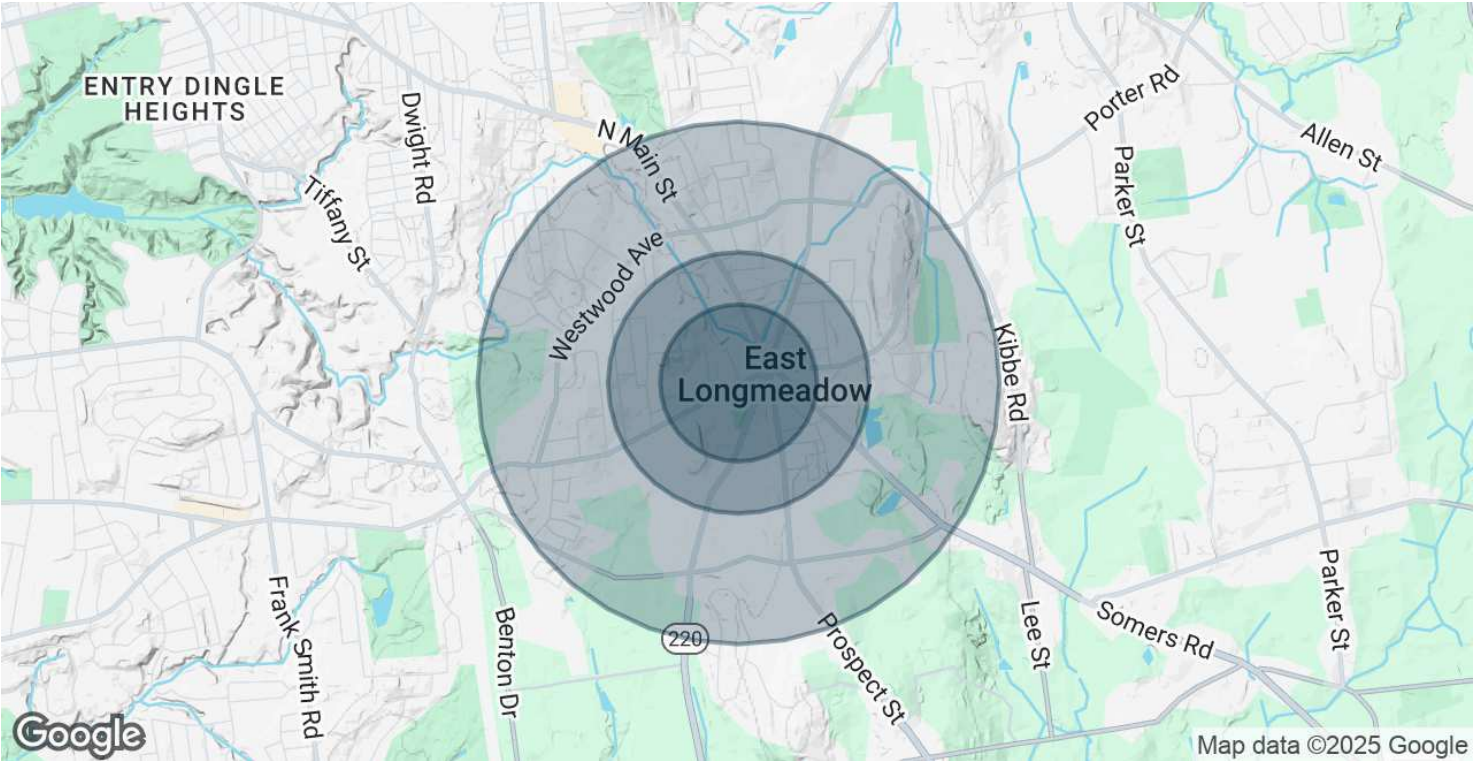 ENTRY DINGLE
HEIGHTS
Dwight Rd
N Main St
Porter Rd
Allen St
Parker St
Tiffany St
Westwood Ave
Kibbe Rd
East
Longmeadow
Frank Smith Rd
Benton Dr
220
Prospect St
Lee St
Somers Rd
Parker St
Google
Map data ©2025 Google